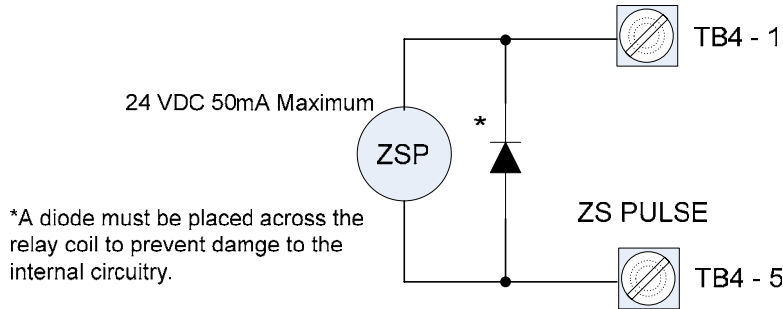 TB4 - 1
24 VDC 50mA Maximum
*
ZSP
*A diode must be placed across the
relay coil to prevent damge to the
internal circuitry.
ZS PULSE
TB4 - 5